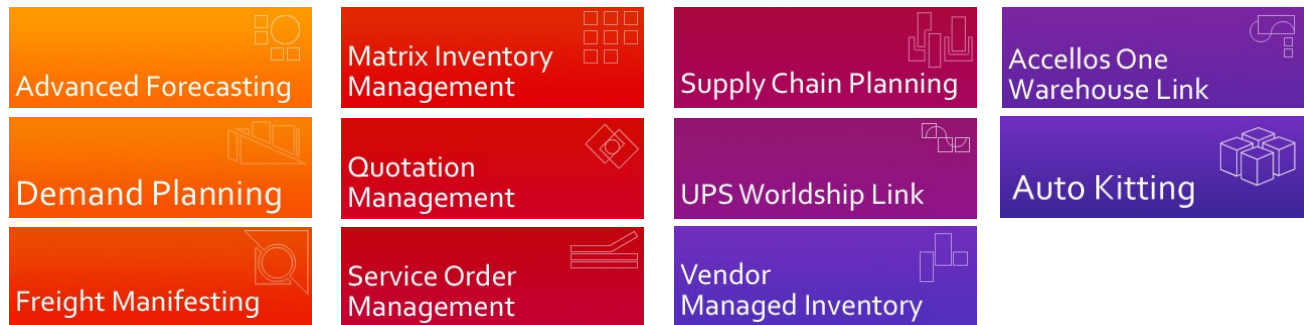 Advanced Forecasting
Demand Planning
Freight Manifesting
Matrix Inventory
Management
Quotation
Management
Service Order
Management
Supply Chain Planning
UPS Worldship Link
Vendor
Managed Inventory
Accellos One
Warehouse Link
Auto Kitting